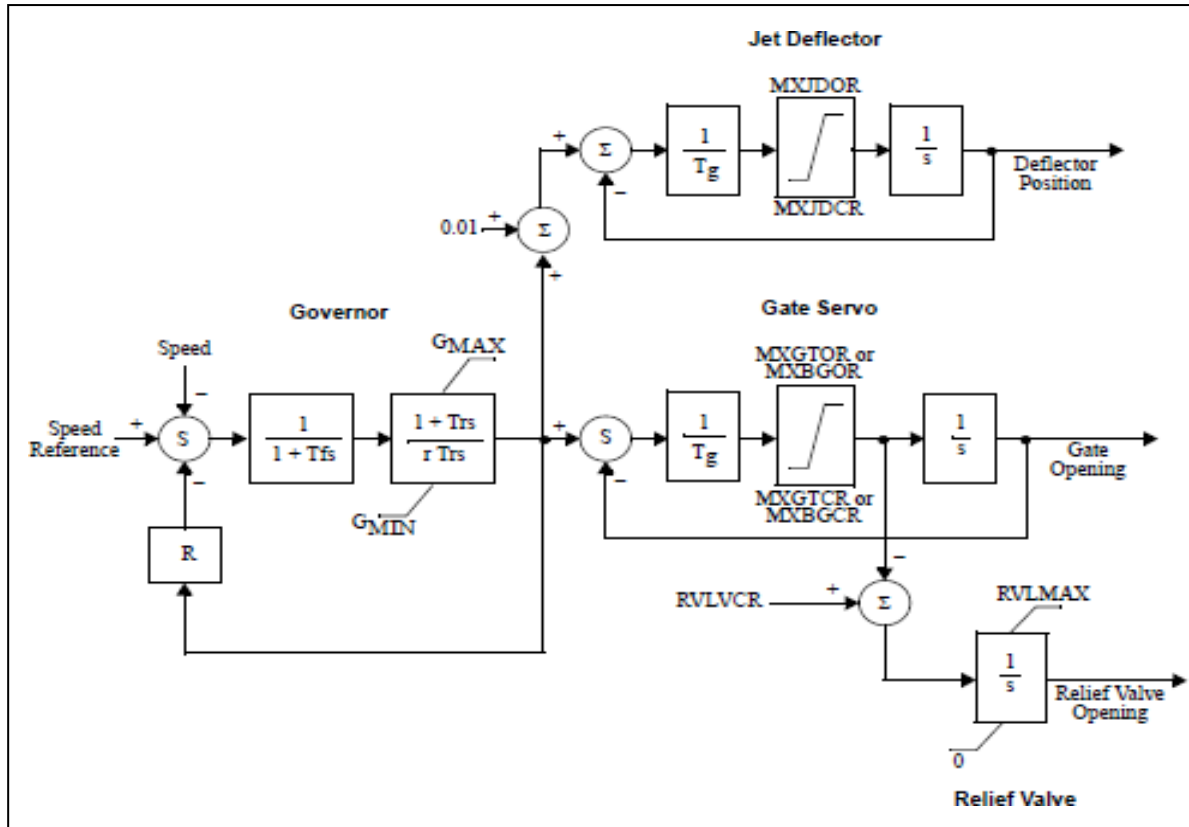 Jet Deflector
MXJDOR
+
Σ
1
T g
1
s
Deflector
Position
−
MXJDCR
0.01
+
Σ
+
Governor
Gate Servo
Speed
GMAX
MXGTOR or
MXBGOR
−
Speed
Reference
+
S
1
1 + Tfs
1 + Trs
r Trs
+
S
1
T g
1
s
Gate
Opening
−
−
GMIN
MXGTCR or
MXBGCR
R
−
RVLVCR
+
Σ
RVLMAX
1
s
Relief Valve
Opening
0
Relief Valve